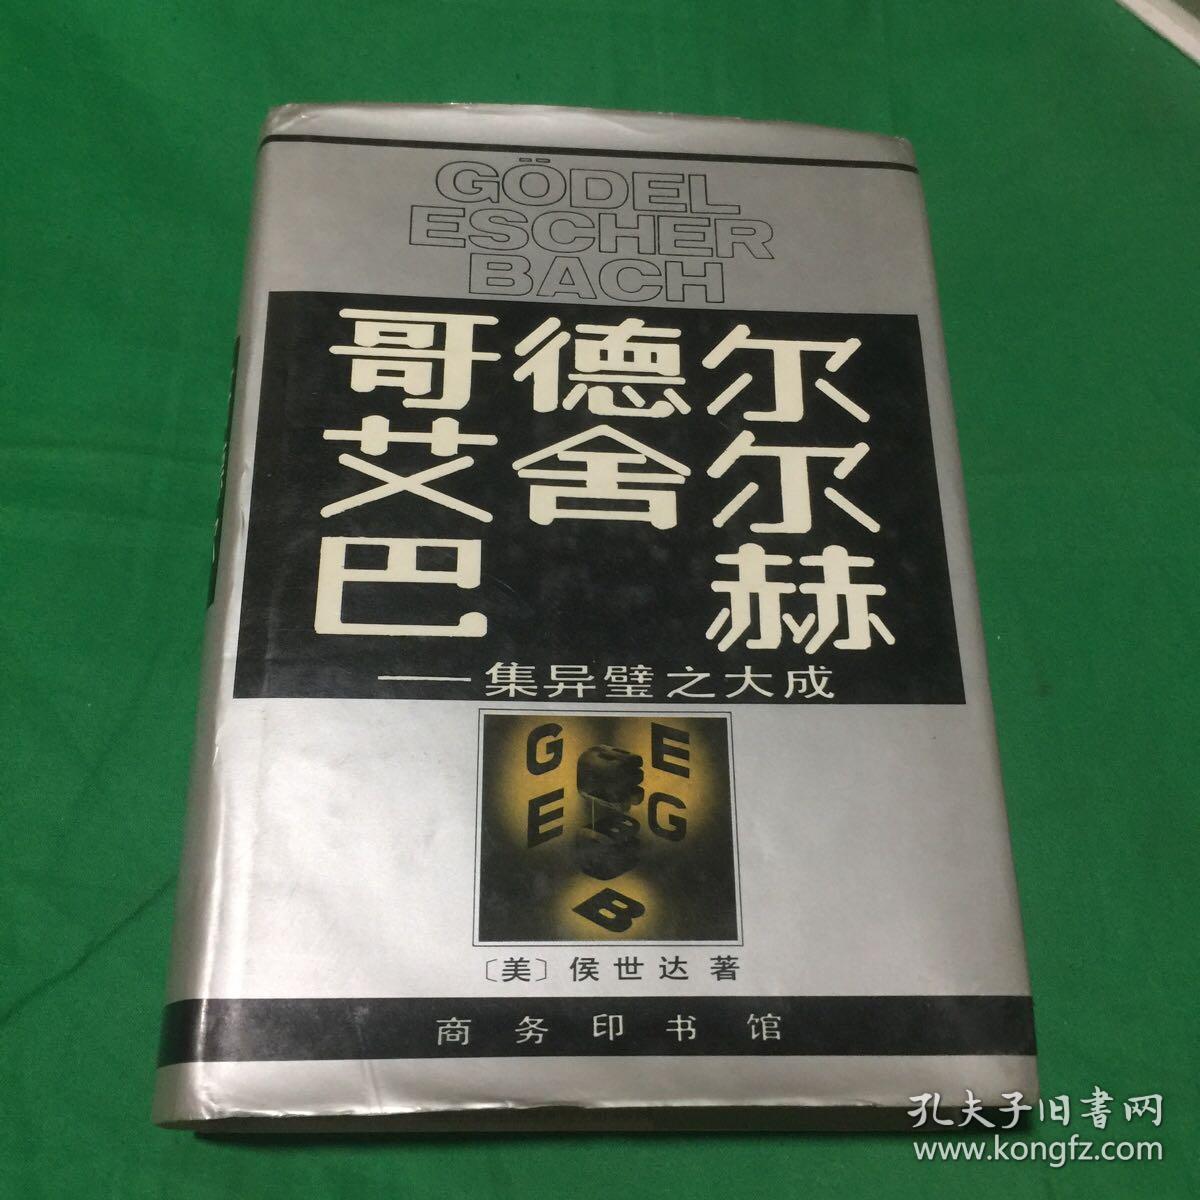 GÖDEL
ESCHER
BACH
哥德尔
艾舍尔
巴 赫
——集异璧之大成
G E
E G
B
〔美〕侯世达 著
商务印书馆
孔夫子旧書网
www.kongfz.com